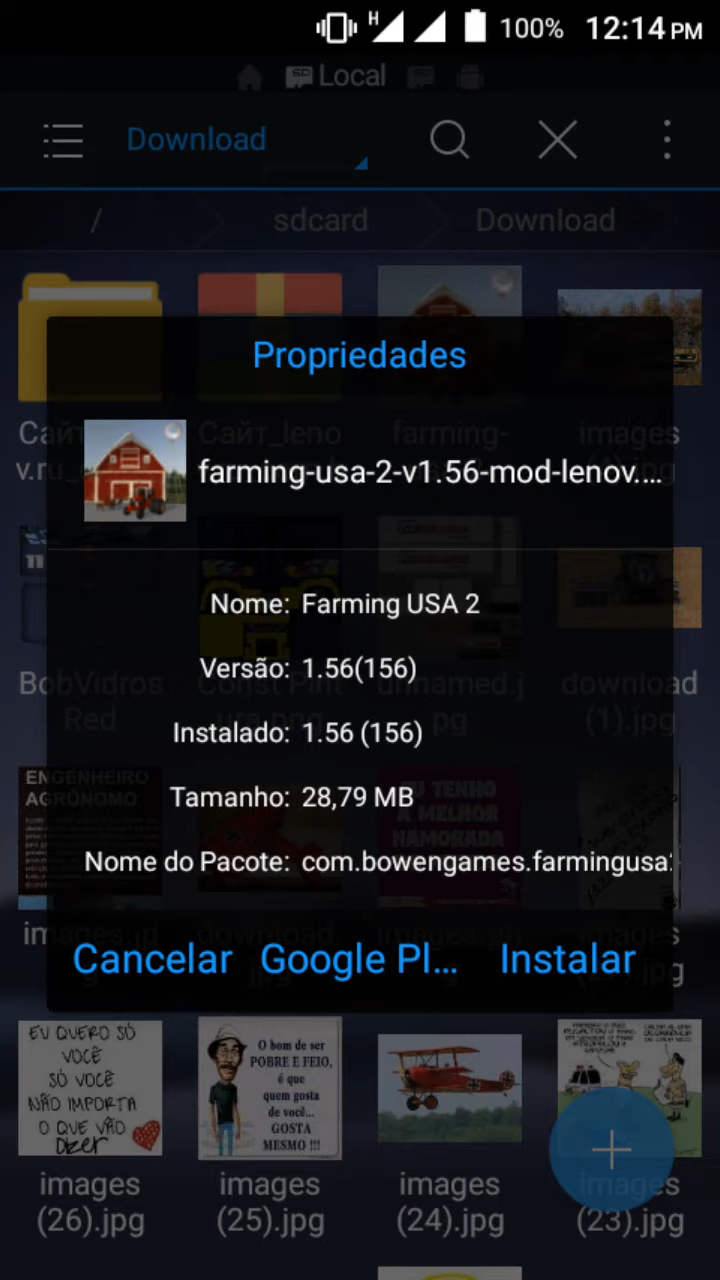 H 100% 12:14 PM
Local
Download
/ sdcard Download
Propriedades
farming-usa-2-v1.56-mod-lenov....
Nome: Farming USA 2
Versão: 1.56(156)
Instalado: 1.56 (156)
Tamanho: 28,79 MB
Nome do Pacote: com.bowengames.farmingusa
Cancelar Google Pl... Instalar
BobVidros
Red
unnamed.j
pg
download
(1).jpg
ENGENHEIRO
AGRÔNOMO
TU TENHO
A MELHOR
NAMORADA
EU QUERO SÓ
VOCÊ
SÓ VOCÊ
NÃO IMPORTA
O QUE VÃO
Dizer
O bom de ser
POBRE E FEIO,
é que
quem gosta
de você...
GOSTA
MESMO !!!
images
(26).jpg
images
(25).jpg
images
(24).jpg
images
(23).jpg